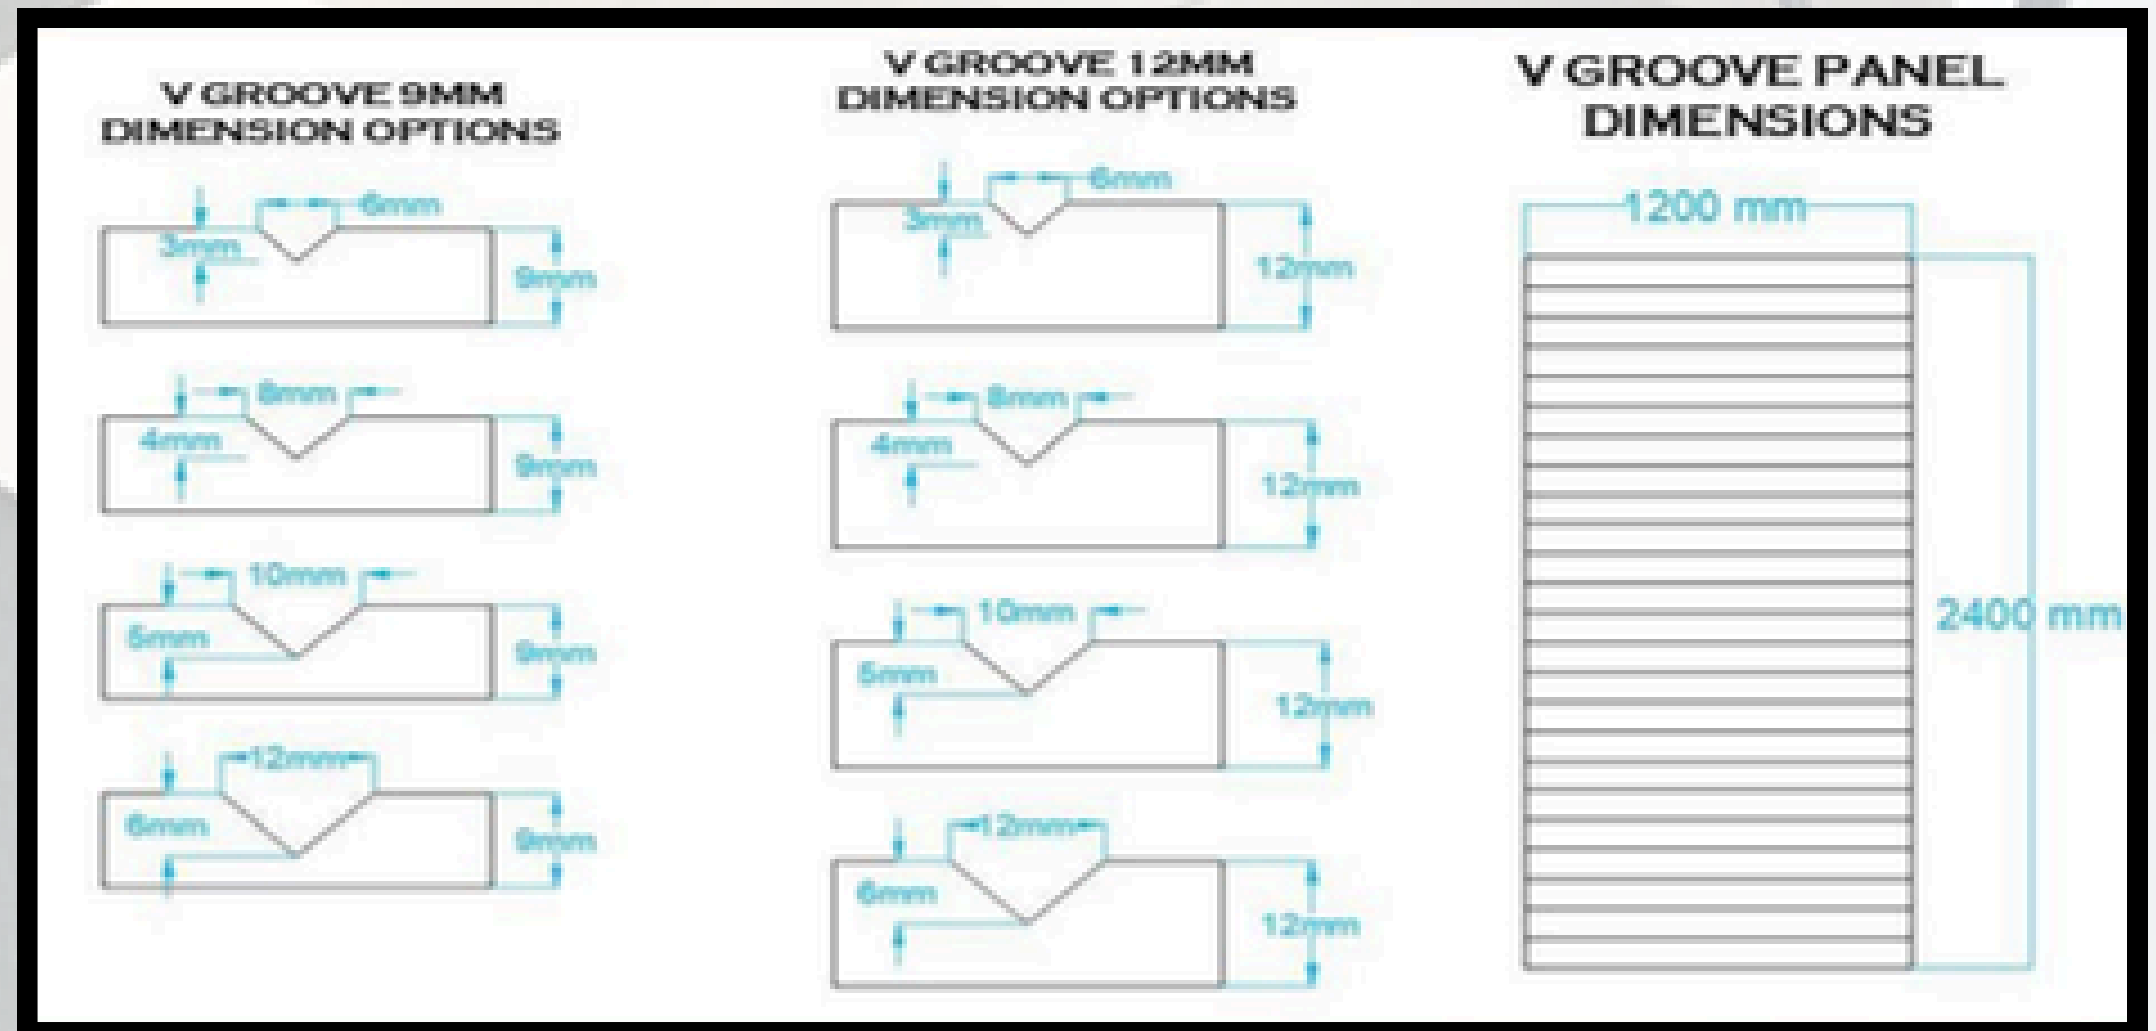 V GROOVE 9MM
DIMENSION OPTIONS
6mm
3mm
9mm
8mm
4mm
9mm
10mm
5mm
9mm
12mm
6mm
9mm
V GROOVE 12MM
DIMENSION OPTIONS
6mm
3mm
12mm
8mm
4mm
12mm
10mm
5mm
12mm
12mm
6mm
12mm
V GROOVE PANEL
DIMENSIONS
1200 mm
2400 mm